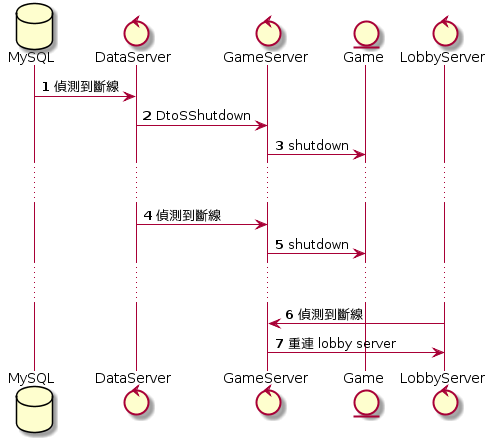 MySQL DataServer GameServer Game LobbyServer
1 偵測到斷線
2 DtoSShutdown
3 shutdown
4 偵測到斷線
5 shutdown
6 偵測到斷線
7 重連 lobby server
MySQL DataServer GameServer Game LobbyServer